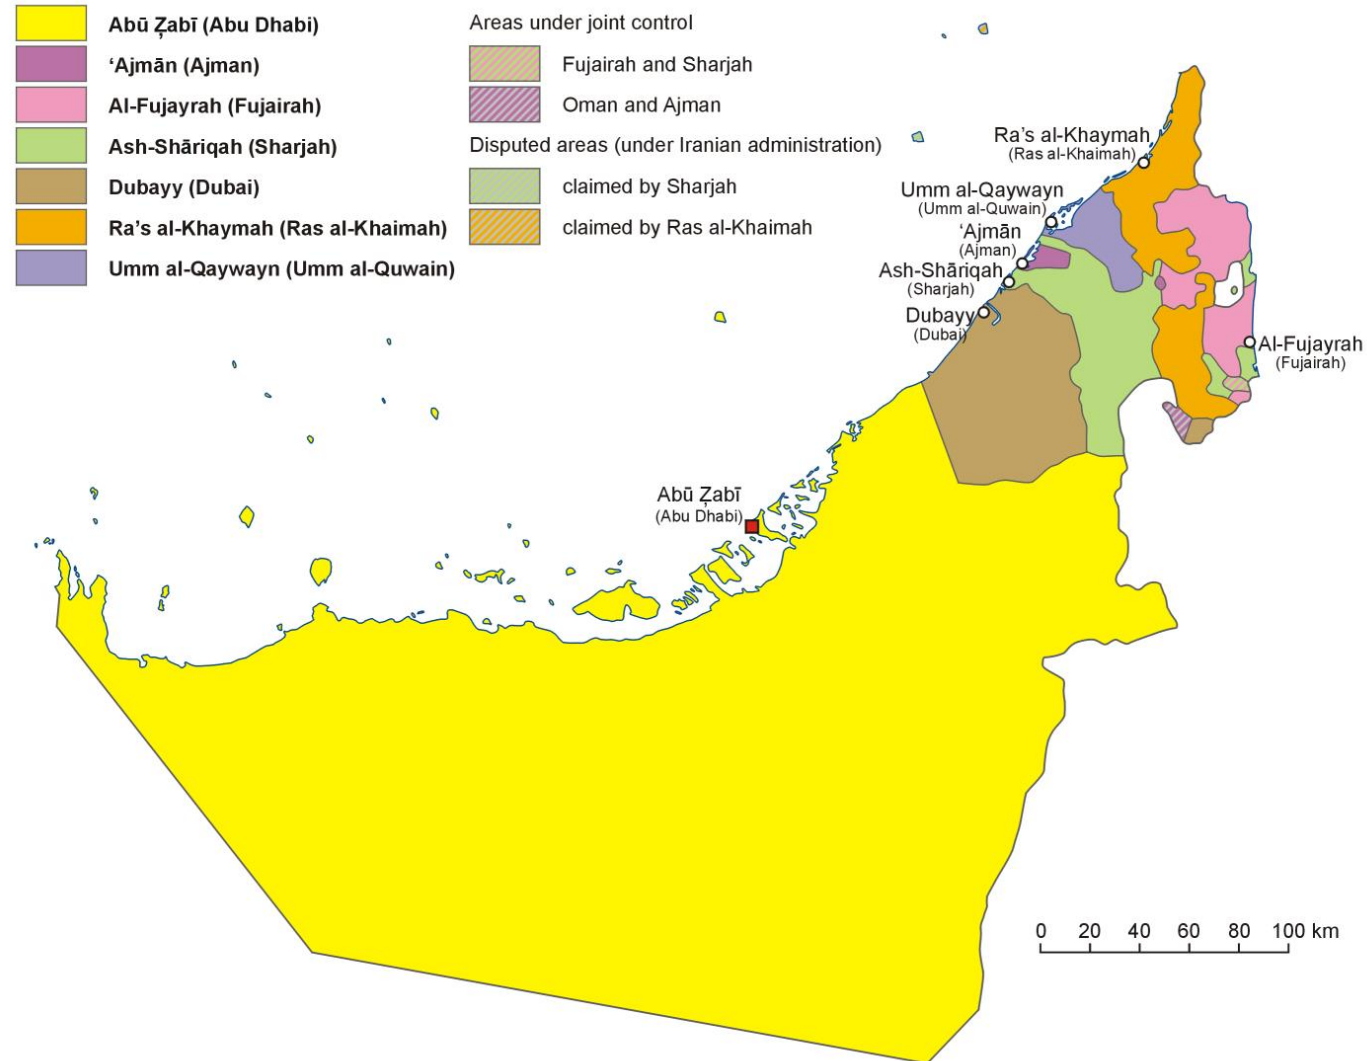 Abū Ẓabī (Abu Dhabi)
‘Ajmān (Ajman)
Al-Fujayrah (Fujairah)
Ash-Shāriqah (Sharjah)
Dubayy (Dubai)
Ra’s al-Khaymah (Ras al-Khaimah)
Umm al-Qaywayn (Umm al-Quwain)
Areas under joint control
Fujairah and Sharjah
Oman and Ajman
Disputed areas (under Iranian administration)
claimed by Sharjah
claimed by Ras al-Khaimah
Ra’s al-Khaymah
(Ras al-Khaimah)
Umm al-Qaywayn
(Umm al-Quwain)
‘Ajmān
(Ajman)
Ash-Shāriqah
(Sharjah)
Dubayy
(Dubai)
Al-Fujayrah
(Fujairah)
Abū Ẓabī
(Abu Dhabi)
0 20 40 60 80 100 km